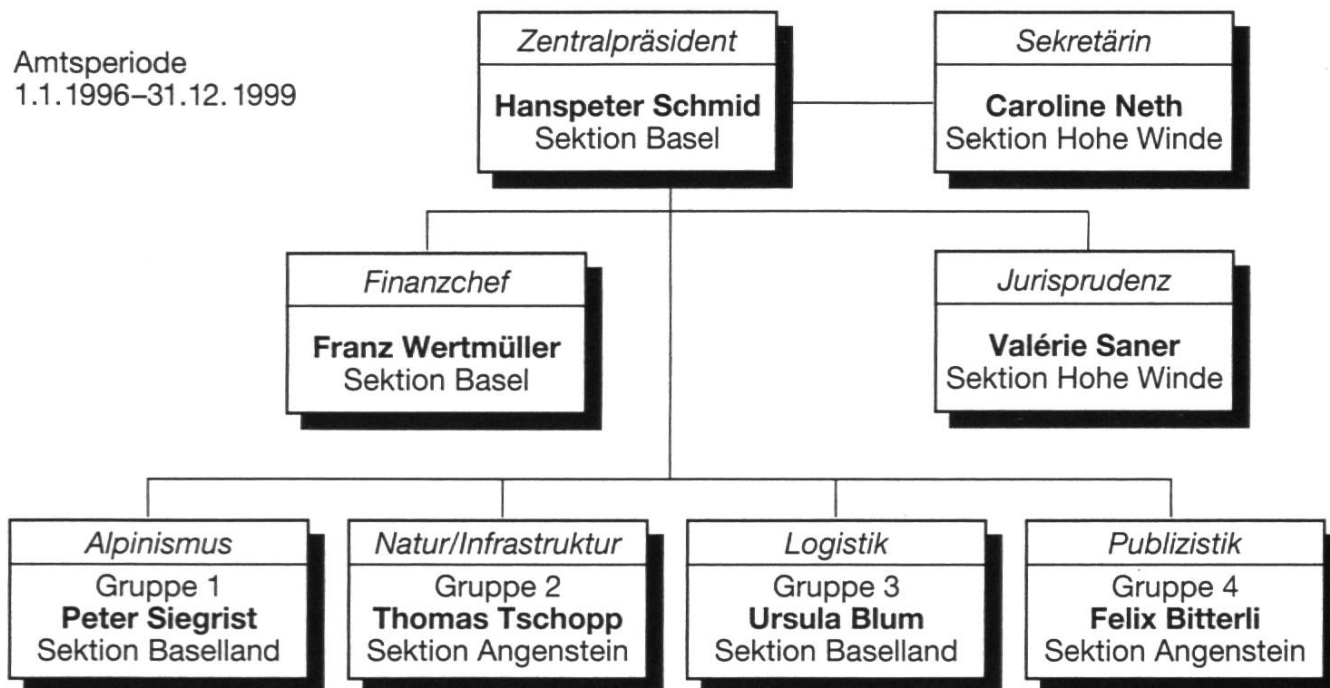 Amtsperiode
1.1.1996–31.12.1999
Zentralpräsident
Hanspeter Schmid
Sektion Basel
Sekretärin
Caroline Neth
Sektion Hohe Winde
Finanzchef
Franz Wertmüller
Sektion Basel
Jurisprudenz
Valérie Saner
Sektion Hohe Winde
Alpinismus
Gruppe 1
Peter Siegrist
Sektion Baselland
Natur/Infrastruktur
Gruppe 2
Thomas Tschopp
Sektion Angenstein
Logistik
Gruppe 3
Ursula Blum
Sektion Baselland
Publizistik
Gruppe 4
Felix Bitterli
Sektion Angenstein